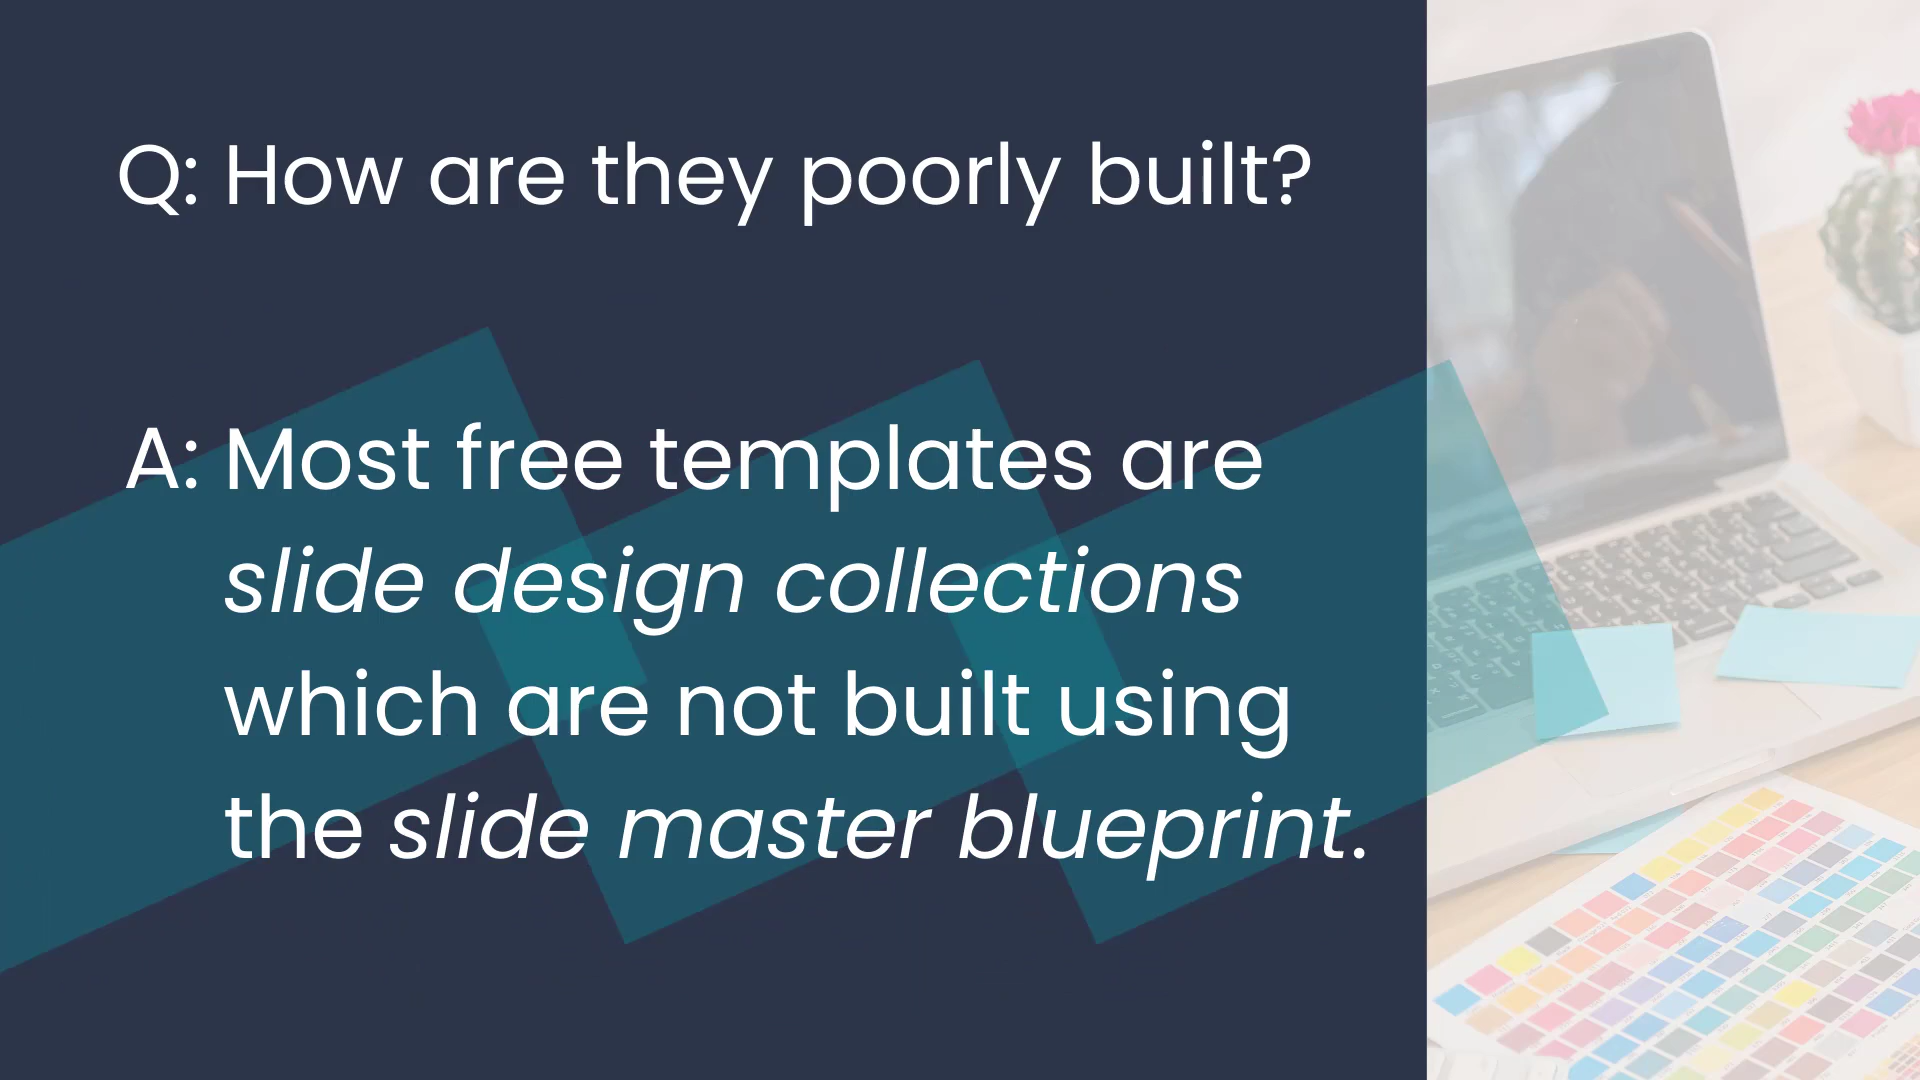 Q: How are they poorly built?
A: Most free templates are
slide design collections
which are not built using
the slide master blueprint.